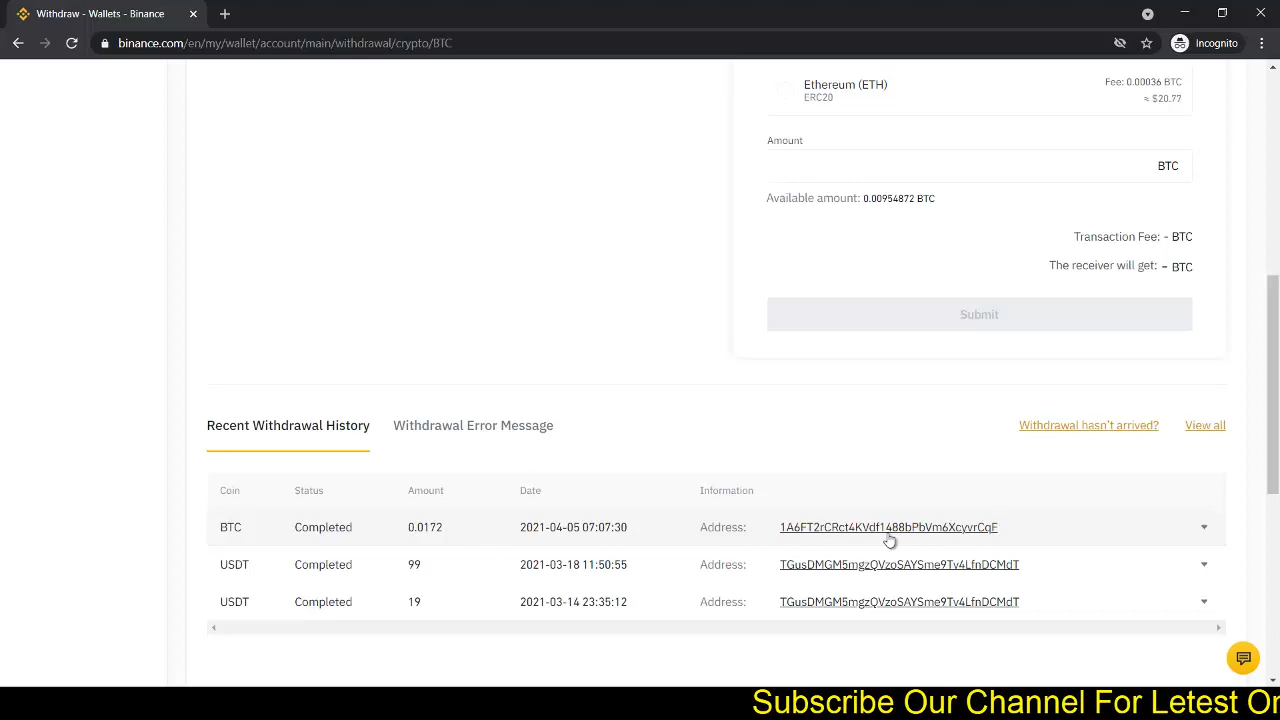 Withdraw - Wallets - Binance
binance.com/en/my/wallet/account/main/withdrawal/crypto/BTC
Incognito
Ethereum (ETH)
ERC20
Fee: 0.00036 BTC
≈ $20.77
Amount
BTC
Available amount: 0.00954872 BTC
Transaction Fee: - BTC
The receiver will get: - BTC
Submit
Recent Withdrawal History Withdrawal Error Message Withdrawal hasn't arrived? View all
Coin Status Amount Date Information
BTC Completed 0.0172 2021-04-05 07:07:30 Address: 1A6FT2rCRct4KVdf1488bPbVm6XcyvrCqF
USDT Completed 99 2021-03-18 11:50:55 Address: TGusDMGM5mgzQVzoSAYSme9Tv4LfnDCMdT
USDT Completed 19 2021-03-14 23:35:12 Address: TGusDMGM5mgzQVzoSAYSme9Tv4LfnDCMdT
Subscribe Our Channel For Letest Or